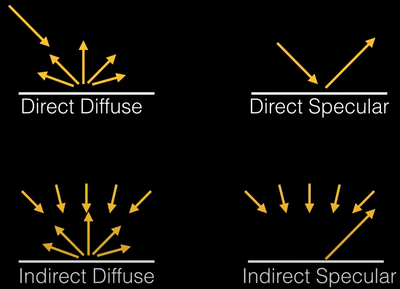 Direct Diffuse
Direct Specular
Indirect Diffuse
Indirect Specular